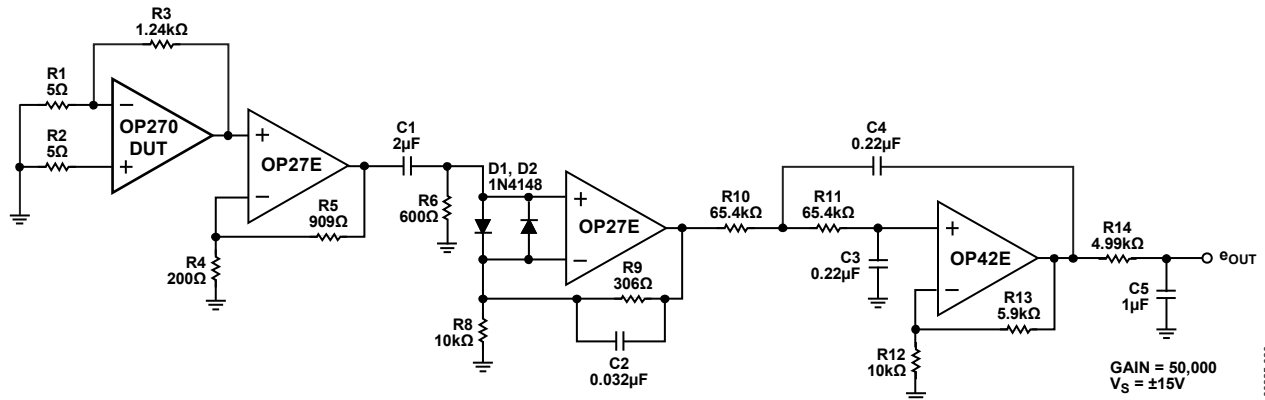 R3
1.24kΩ
R1
5Ω
R2
5Ω
−
+
OP270
DUT
+
−
OP27E
R5
909Ω
R4
200Ω
C1
2µF
R6
600Ω
D1, D2
1N4148
+
−
OP27E
R9
306Ω
R8
10kΩ
C2
0.032µF
R10
65.4kΩ
R11
65.4kΩ
C4
0.22µF
C3
0.22µF
+
−
OP42E
R13
5.9kΩ
R12
10kΩ
R14
4.99kΩ
eOUT
C5
1µF
GAIN = 50,000
VS = ±15V